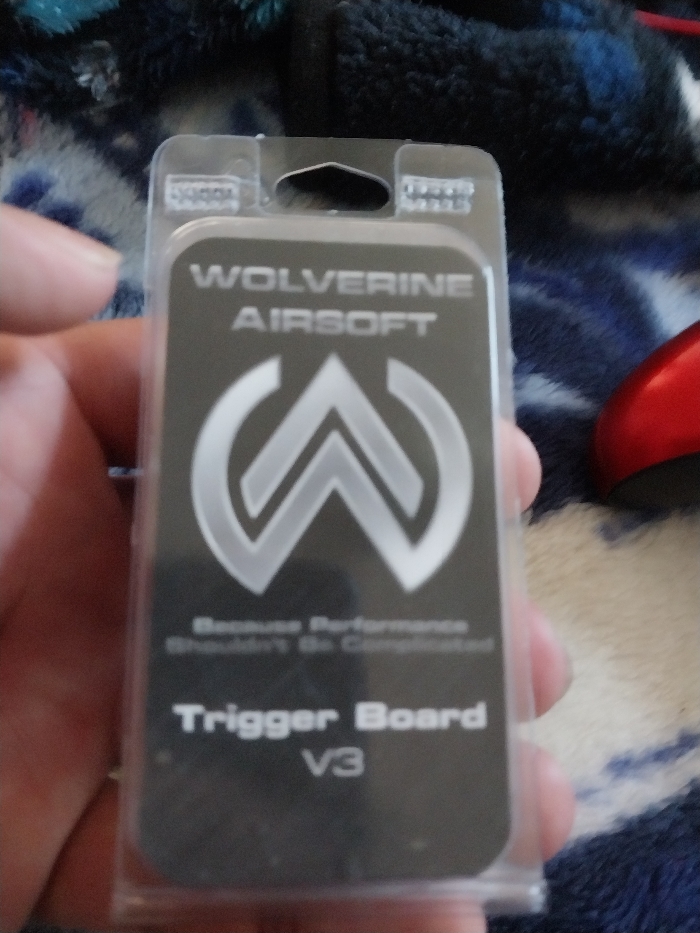 WOLVERINE
AIRSOFT
Because Performance
Shouldn't Be Complicated
Trigger Board
V3